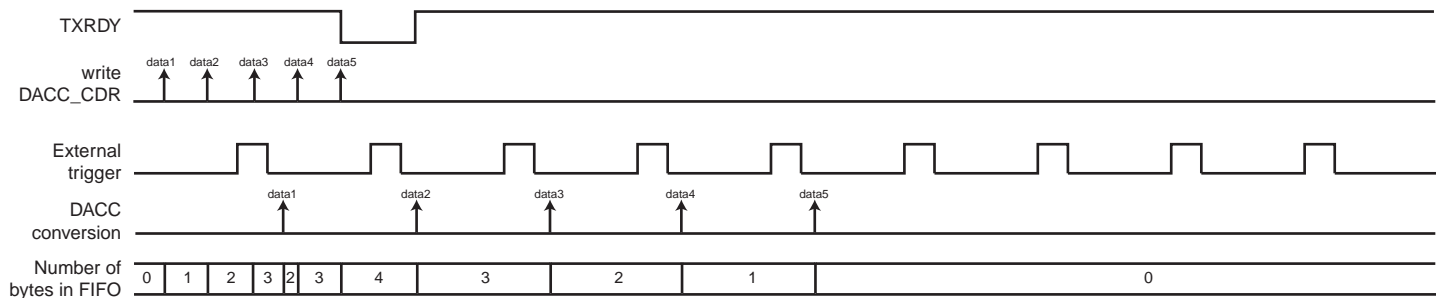 TXRDY
data1 data2 data3 data4 data5
write
DACC_CDR
External
trigger
data1 data2 data3 data4 data5
DACC
conversion
Number of
bytes in FIFO
0 1 2 3 2 3 4 3 2 1 0